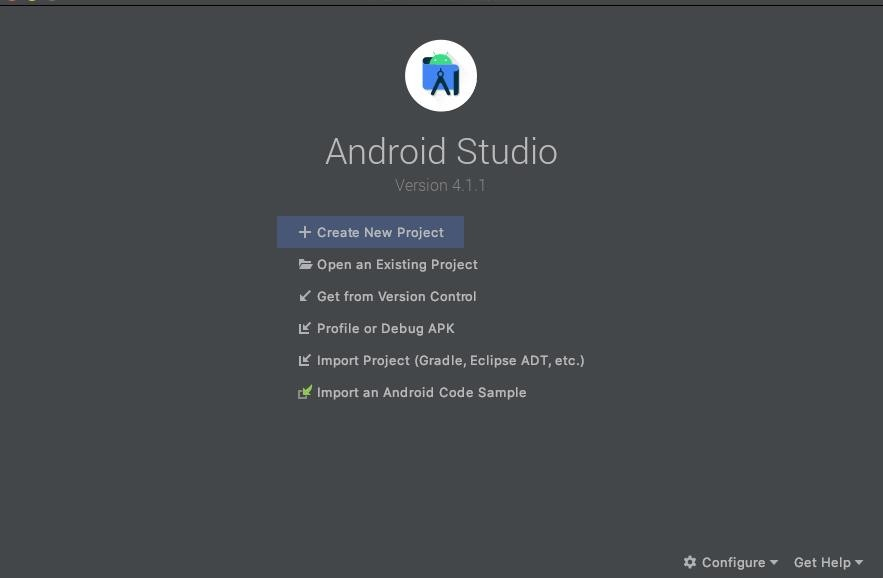 Android Studio
Version 4.1.1
Create New Project
Open an Existing Project
Get from Version Control
Profile or Debug APK
Import Project (Gradle, Eclipse ADT, etc.)
Import an Android Code Sample
Configure Get Help